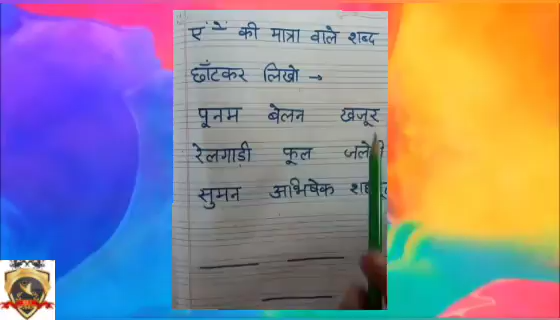 ए े की मात्रा वाले शब्द
छाँटकर लिखो →
पूनम बेलन खजूर
रेलगाड़ी फूल
सुमन अभिषेक